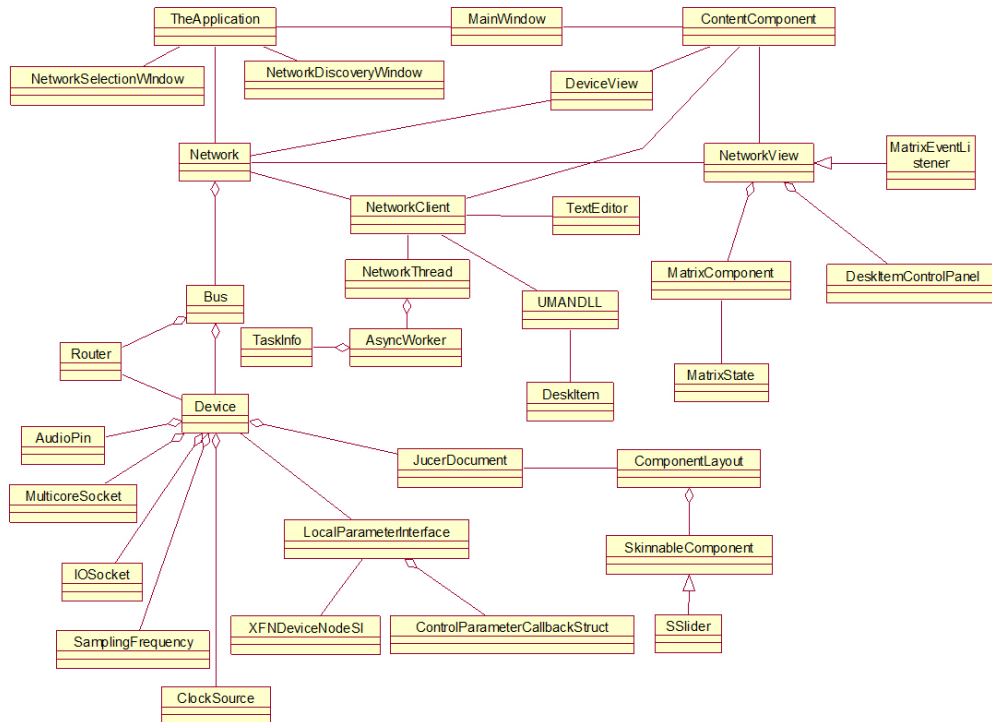 TheApplication
MainWindow
ContentComponent
NetworkSelectionWIndow
NetworkDiscoveryWindow
DeviceView
Network
NetworkView
MatrixEventLi
stener
NetworkClient
TextEditor
NetworkThread
MatrixComponent
DeskItemControlPanel
Bus
UMANDLL
Router
TaskInfo
AsyncWorker
MatrixState
DeskItem
Device
AudioPin
JucerDocument
ComponentLayout
MulticoreSocket
LocalParameterInterface
SkinnableComponent
IOSocket
SamplingFrequency
XFNDeviceNodeSI
ControlParameterCallbackStruct
SSlider
ClockSource